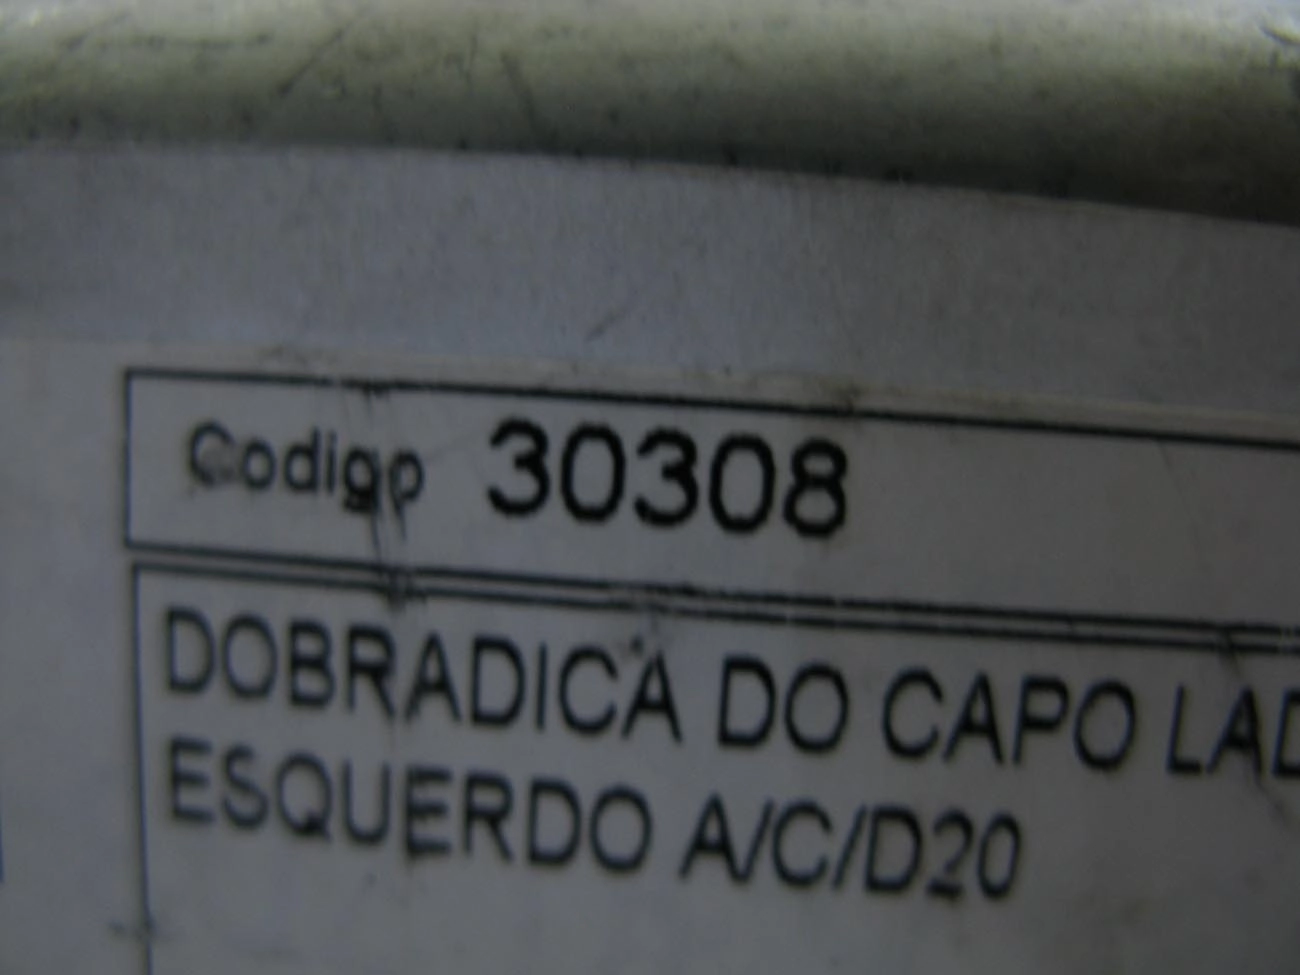 Codigo 30308
DOBRADICA DO CAPO LAD
ESQUERDO A/C/D20